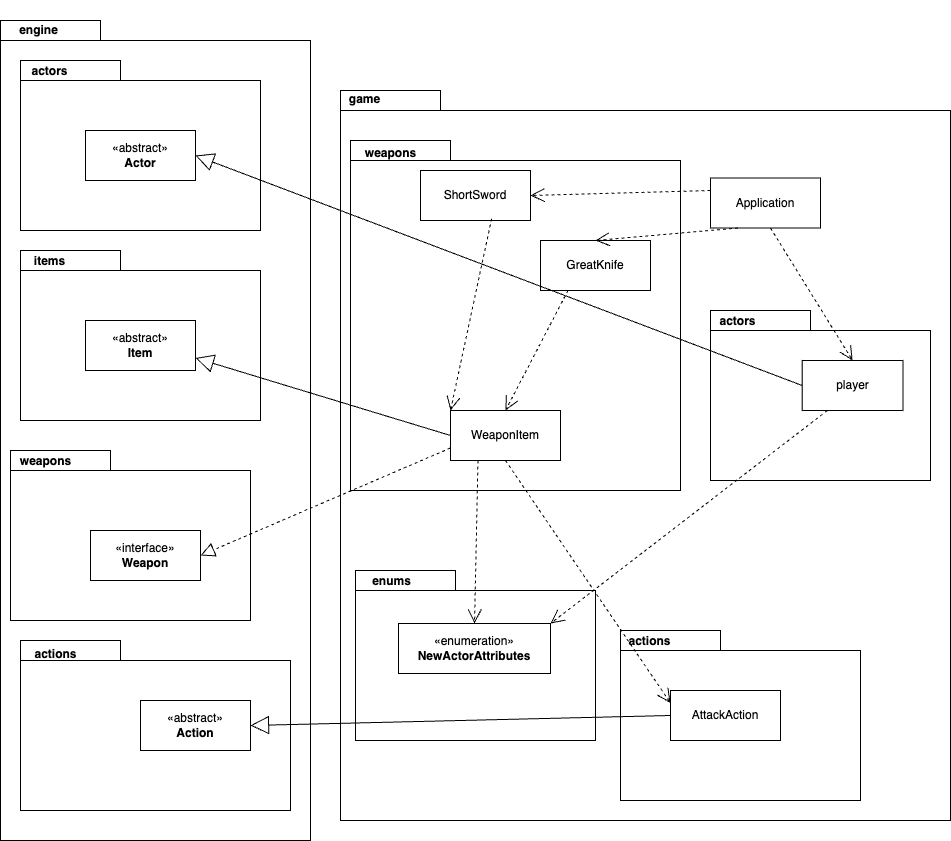 engine
actors
«abstract»
Actor
items
«abstract»
Item
weapons
«interface»
Weapon
actions
«abstract»
Action
game
weapons
ShortSword
GreatKnife
WeaponItem
Application
actors
player
enums
«enumeration»
NewActorAttributes
actions
AttackAction